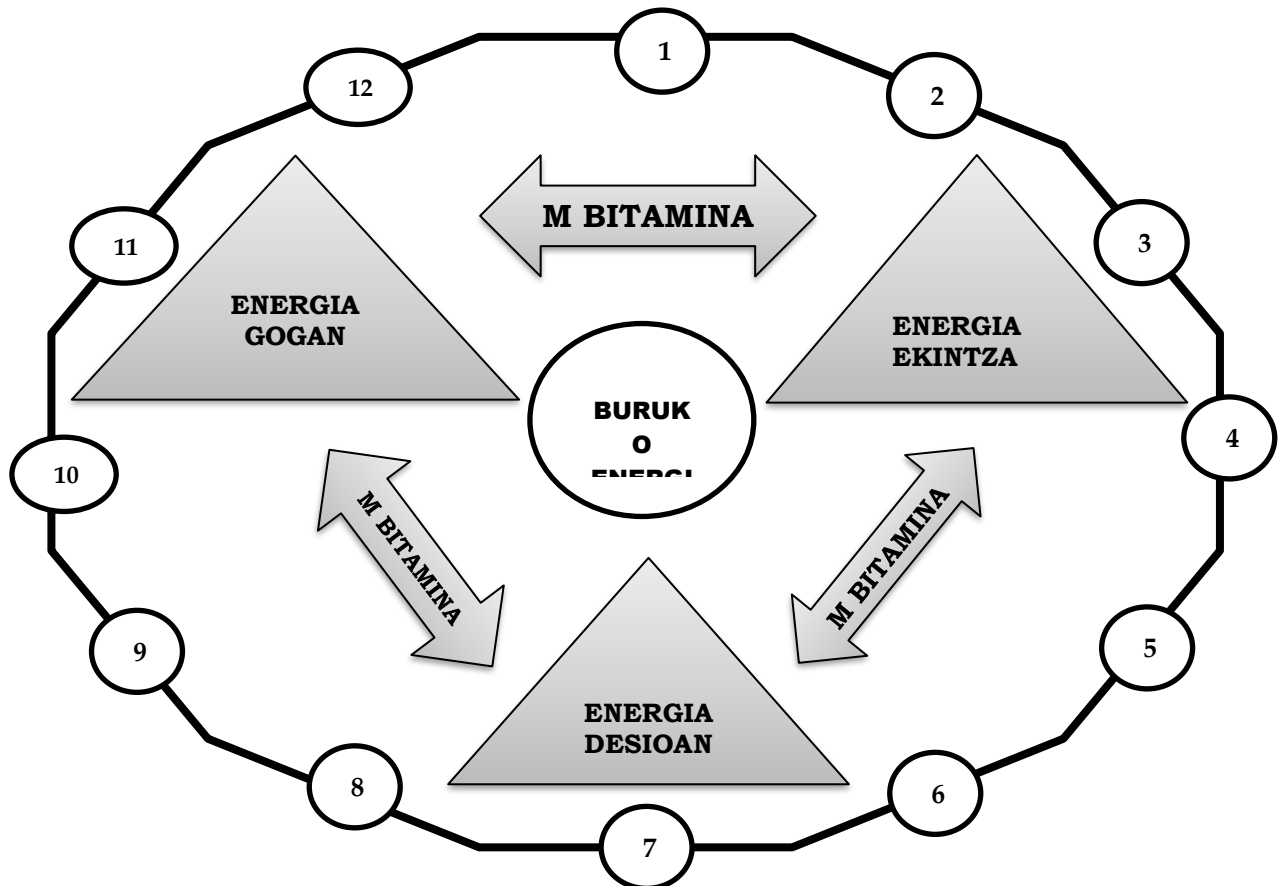 1
2
12
3
M BITAMINA
11
ENERGIA
GOGAN
ENERGIA
EKINTZA
BURUK
O
4
10
M BITAMINA
M BITAMINA
5
9
ENERGIA
DESIOAN
8
6
7